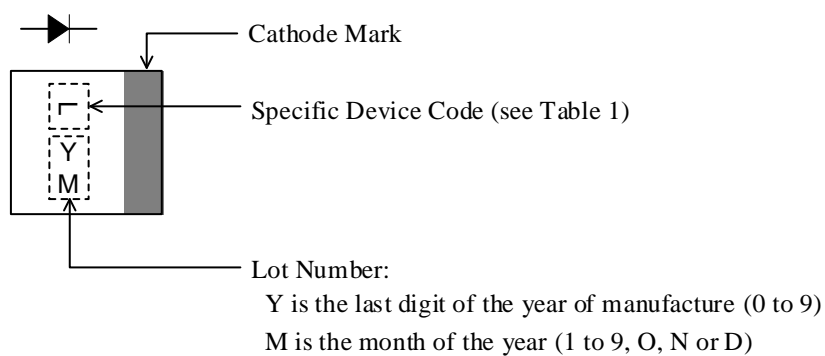 Cathode Mark
L
Specific Device Code (see Table 1)
Y
M
Lot Number:
Y is the last digit of the year of manufacture (0 to 9)
M is the month of the year (1 to 9, O, N or D)